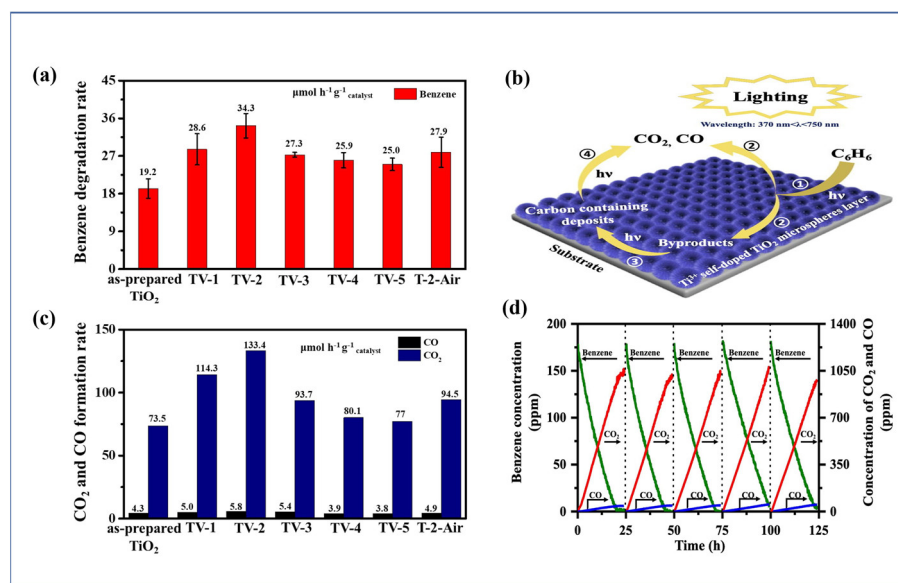 (a)
Benzene degradation rate
45
36
27
18
9
0
μmol h⁻¹g⁻¹ catalyst
Benzene
19.2
28.6
34.3
27.3
25.9
25.0
27.9
as-prepared TV-1 TV-2 TV-3 TV-4 TV-5 T-2-Air
TiO₂
(b)
Lighting
Wavelength: 370 nm<λ<750 nm
CO₂, CO
C₆H₆
④
②
①
hν
hν
②
Carbon containing
deposits
hν
Byproducts
③
Substrate
Ti³⁺ self-doped TiO₂ microspheres layer
(c)
CO₂ and CO formation rate
150
100
50
0
μmol h⁻¹g⁻¹ catalyst
CO
CO₂
4.3
73.5
5.0
114.3
5.8
133.4
5.4
93.7
3.9
80.1
3.8
77
4.9
94.5
as-prepared TV-1 TV-2 TV-3 TV-4 TV-5 T-2-Air
TiO₂
(d)
Benzene concentration
(ppm)
200
150
100
50
0
Benzene Benzene Benzene Benzene Benzene
CO₂ CO₂ CO₂ CO₂ CO₂
CO CO CO CO CO
0 25 50 75 100 125
Time (h)
1400
1050
700
350
0
Concentration of CO₂ and CO
(ppm)